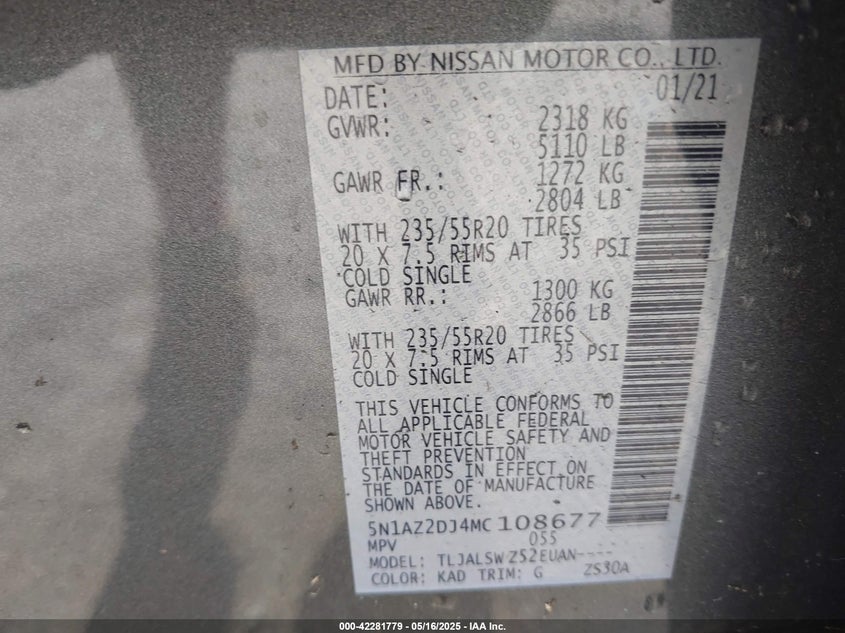 MFD BY NISSAN MOTOR CO., LTD.
DATE: 01/21
GVWR: 2318 KG
5110 LB
GAWR FR.: 1272 KG
2804 LB
WITH 235/55R20 TIRES
20 X 7.5 RIMS AT 35 PSI
COLD SINGLE
GAWR RR.: 1300 KG
2866 LB
WITH 235/55R20 TIRES
20 X 7.5 RIMS AT 35 PSI
COLD SINGLE
THIS VEHICLE CONFORMS TO
ALL APPLICABLE FEDERAL
MOTOR VEHICLE SAFETY AND
THEFT PREVENTION
STANDARDS IN EFFECT ON
THE DATE OF MANUFACTURE
SHOWN ABOVE.
5N1AZ2DJ4MC108677
MPV 055
MODEL: TLJALSWZ52EUAN----
COLOR: KAD TRIM: G ZS30A
000-42281779 - 05/16/2025 - IAA Inc.